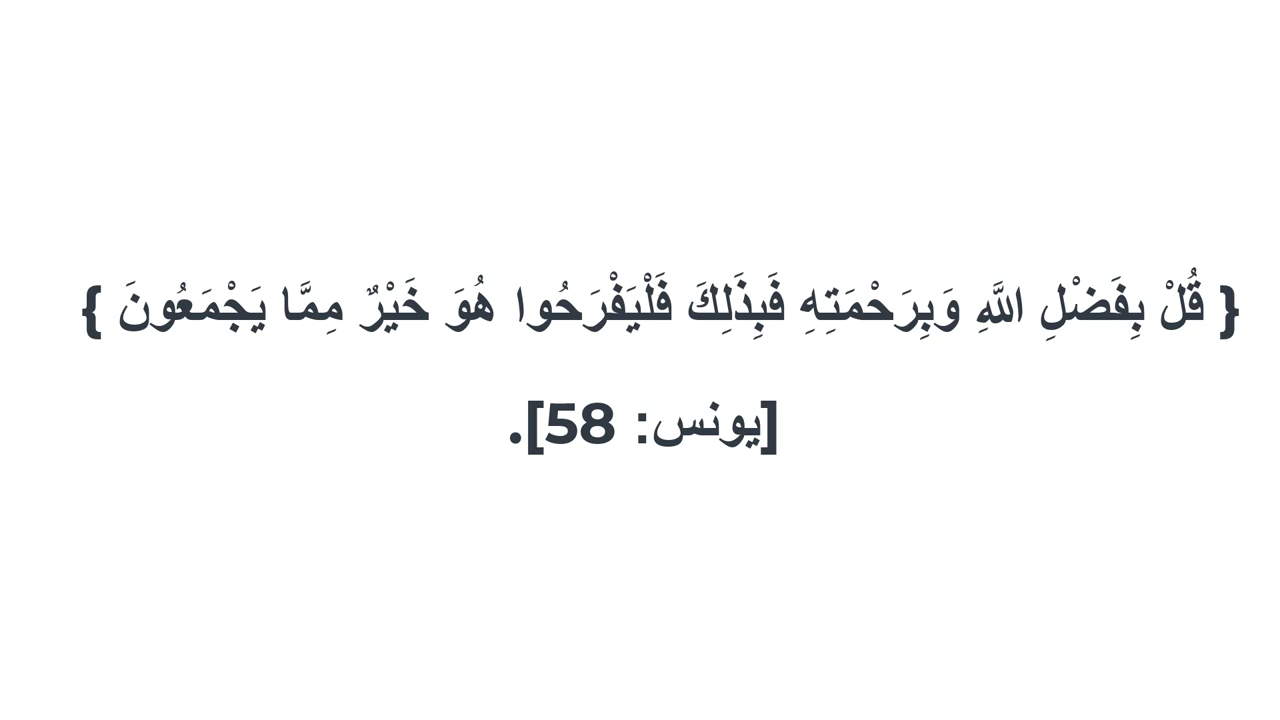 { قُلْ بِفَضْلِ اللَّهِ وَبِرَحْمَتِهِ فَبِذَلِكَ فَلْيَفْرَحُوا هُوَ خَيْرٌ مِمَّا يَجْمَعُونَ }
[يونس: 58].